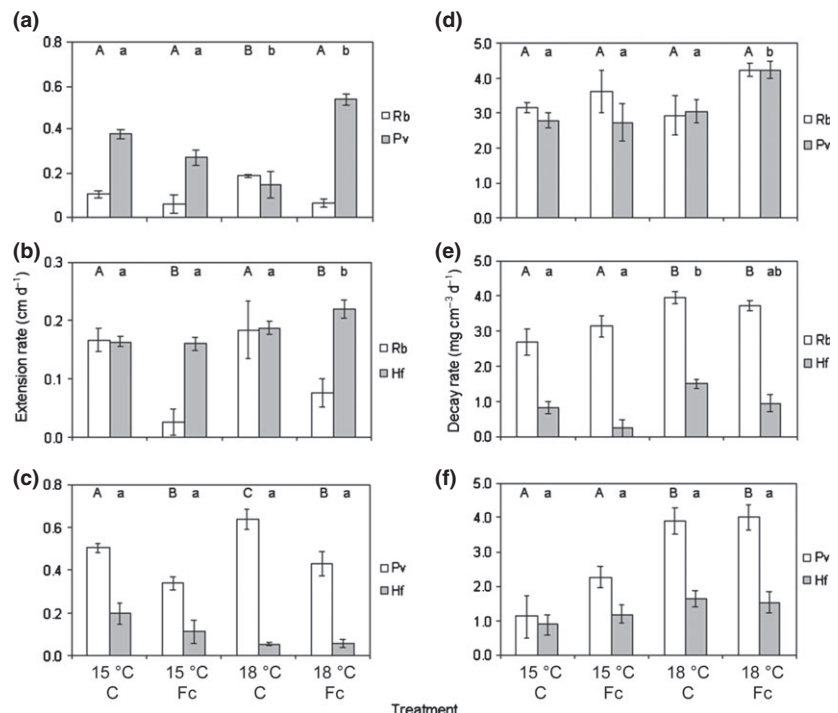 (a)
A a A a B b A b
0.8
0.6
0.4
0.2
0
Rb
Pv
(b)
A a B a A a B b
0.3
0.2
0.1
0.0
Rb
Hf
(c)
A a B a C a B a
0.8
0.6
0.4
0.2
0.0
Pv
Hf
Extension rate (cm d⁻¹)
15 °C 15 °C 18 °C 18 °C
C Fc C Fc
(d)
A a A a A a A b
5.0
4.0
3.0
2.0
1.0
0.0
Rb
Pv
(e)
A a A a B b B ab
5.0
4.0
3.0
2.0
1.0
0.0
Rb
Hf
(f)
A a A a B a B a
5.0
4.0
3.0
2.0
1.0
0.0
Pv
Hf
Decay rate (mg cm⁻³ d⁻¹)
15 °C 15 °C 18 °C 18 °C
C Fc C Fc
Treatment